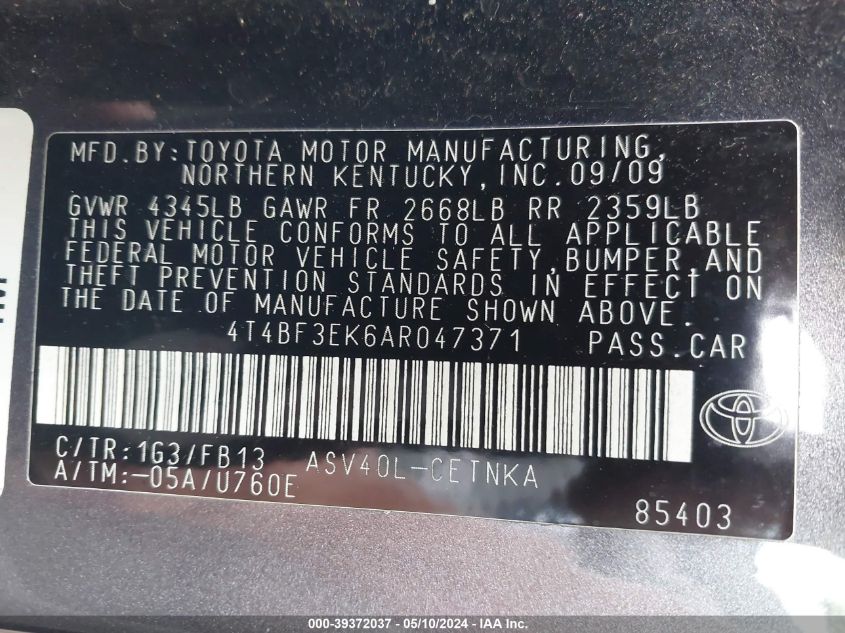 MFD.BY:TOYOTA MOTOR MANUFACTURING,
NORTHERN KENTUCKY,INC.09/09
GVWR 4345LB GAWR FR 2668LB RR 2359LB
THIS VEHICLE CONFORMS TO ALL APPLICABLE
FEDERAL MOTOR VEHICLE SAFETY,BUMPER,AND
THEFT PREVENTION STANDARDS IN EFFECT ON
THE DATE OF MANUFACTURE SHOWN ABOVE.
4T4BF3EK6AR047371 PASS.CAR
C/TR:1G3/FB13 ASV40L-CETNKA
A/TM:-05A/U760E
85403
000-39372037 - 05/10/2024 - IAA Inc.